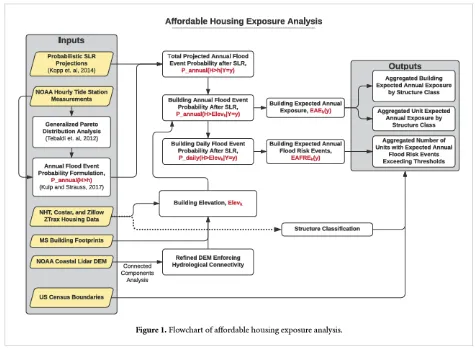 Affordable Housing Exposure Analysis
Inputs
Probabilistic SLR
Projections
(Kopp et. al, 2014)
NOAA Hourly Tide Station
Measurements
Generalized Pareto
Distribution Analysis
(Tebaldi et. al, 2012)
Annual Flood Event
Probability Formulation,
P_annual(H>h)
(Kulp and Strauss, 2017)
NHT, Costar, and Zillow
ZTrax Housing Data
MS Building Footprints
NOAA Coastal Lidar DEM
US Census Boundaries
Total Projected Annual Flood
Event Probability after SLR,
P_annual(H>h|Y=y)
Building Annual Flood Event
Probability After SLR,
P_annual(H>Elevₖ|Y=y)
Building Daily Flood Event
Probability After SLR,
P_daily(H>Elevₖ|Y=y)
Building Elevation, Elevₖ
Connected
Components
Analysis
Refined DEM Enforcing
Hydrological Connectivity
Building Expected Annual
Exposure, EAEₖ(y)
Building Expected Annual
Flood Risk Events,
EAFREₖ(y)
Structure Classification
Outputs
Aggregated Building
Expected Annual Exposure
by Structure Class
Aggregated Unit Expected
Annual Exposure by
Structure Class
Aggregated Number of
Units with Expected Annual
Flood Risk Events
Exceeding Thresholds
Figure 1. Flowchart of affordable housing exposure analysis.